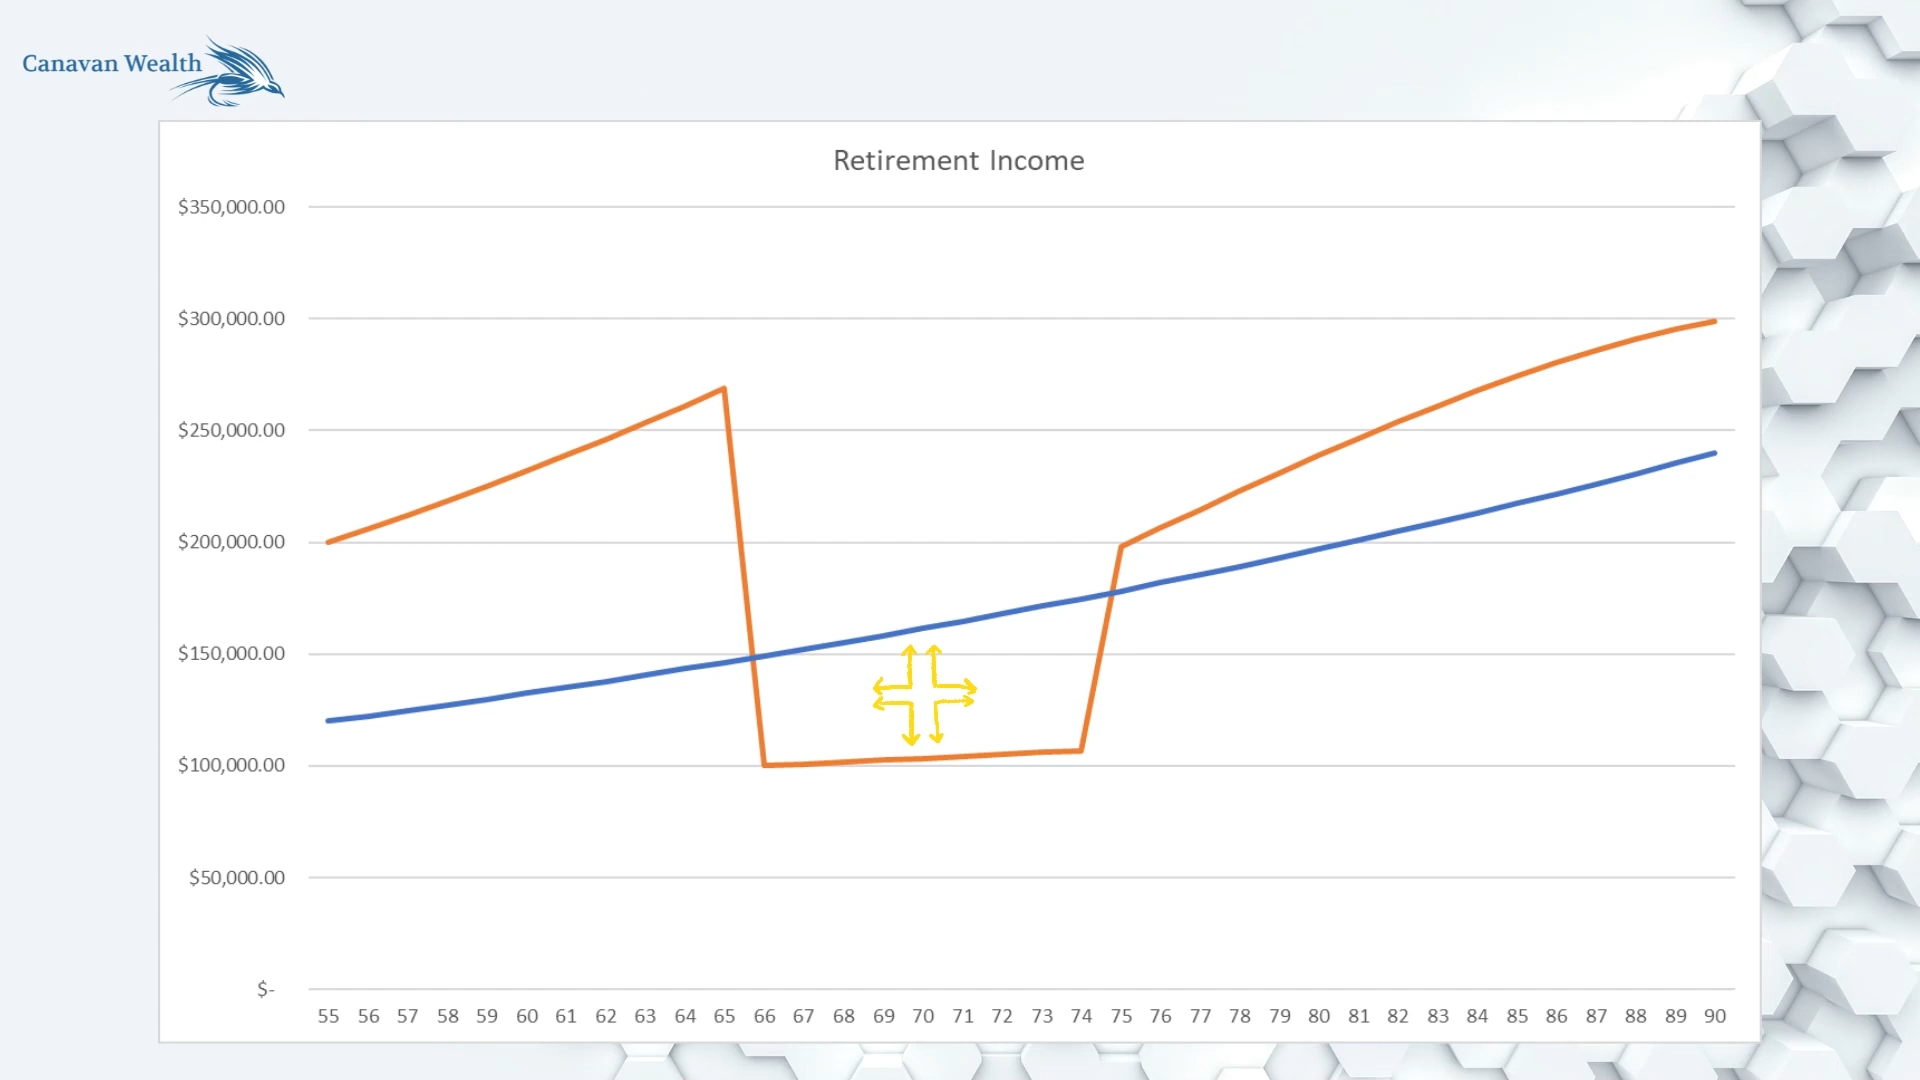 Canavan Wealth
Retirement Income
$350,000.00
$300,000.00
$250,000.00
$200,000.00
$150,000.00
$100,000.00
$50,000.00
$-
55 56 57 58 59 60 61 62 63 64 65 66 67 68 69 70 71 72 73 74 75 76 77 78 79 80 81 82 83 84 85 86 87 88 89 90